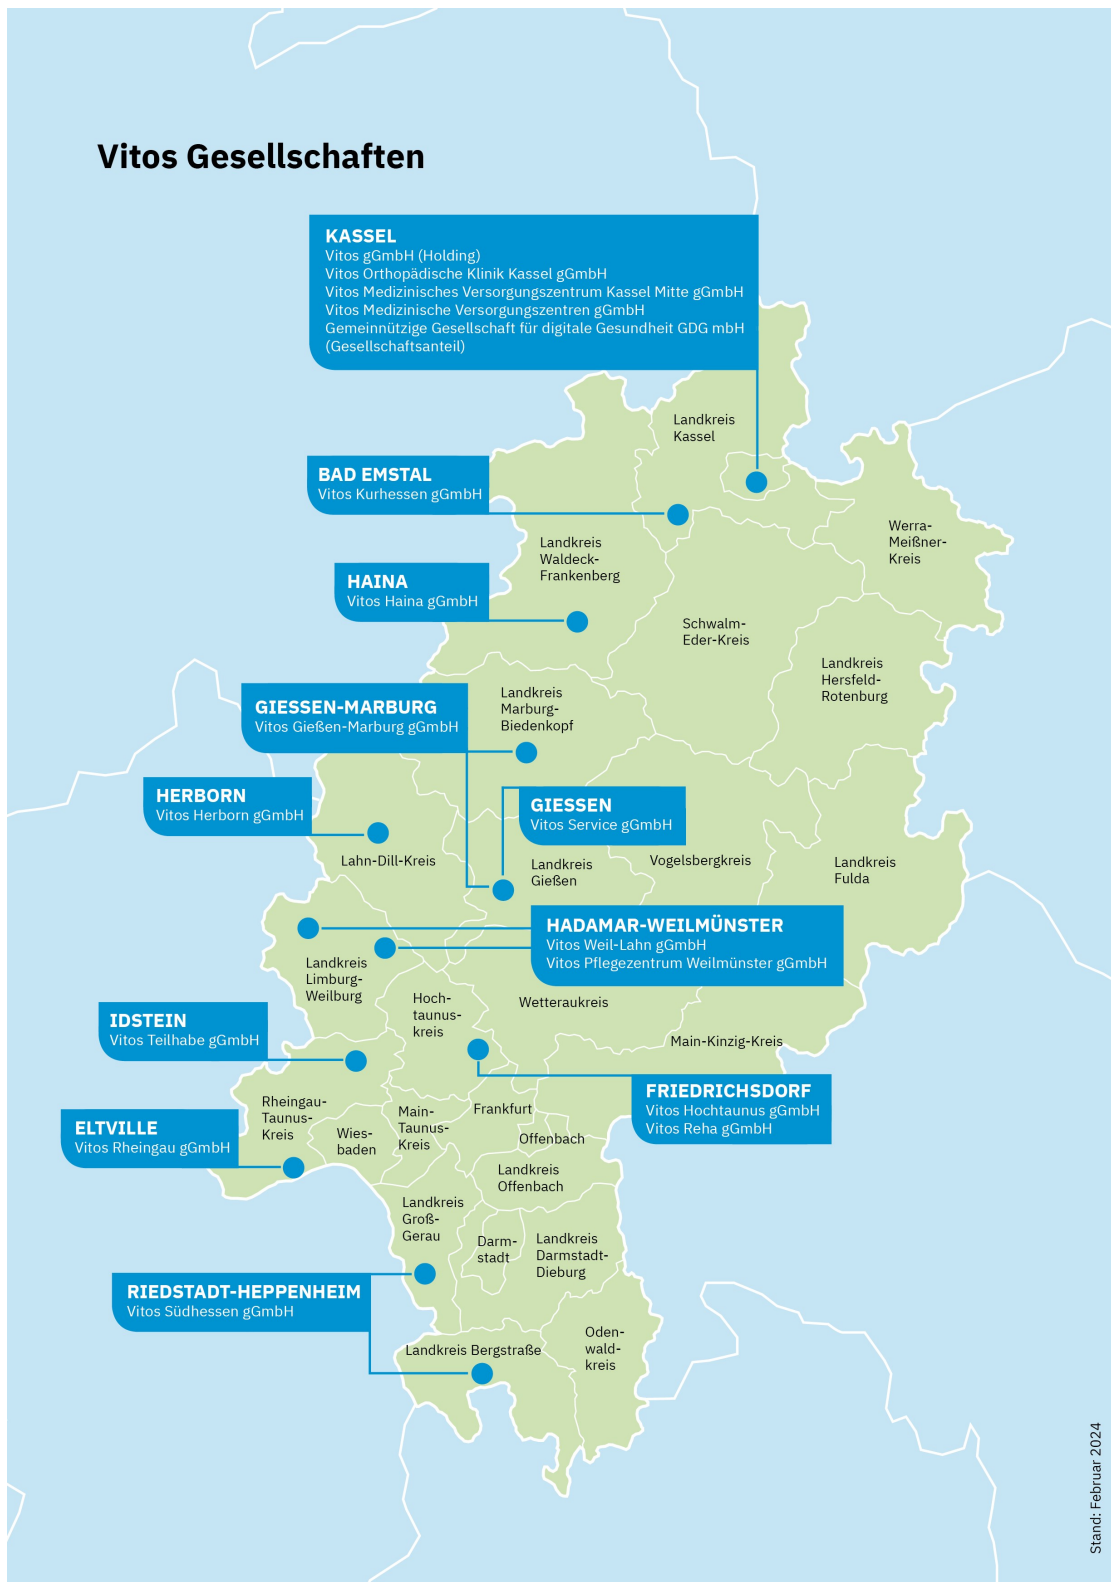 Vitos Gesellschaften
KASSEL
Vitos gGmbH (Holding)
Vitos Orthopädische Klinik Kassel gGmbH
Vitos Medizinisches Versorgungszentrum Kassel Mitte gGmbH
Vitos Medizinische Versorgungszentren gGmbH
Gemeinnützige Gesellschaft für digitale Gesundheit GDG mbH
(Gesellschaftsanteil)
Landkreis
Kassel
BAD EMSTAL
Vitos Kurhessen gGmbH
Werra-
Meißner-
Kreis
Landkreis
Waldeck-
Frankenberg
HAINA
Vitos Haina gGmbH
Schwalm-
Eder-Kreis
Landkreis
Hersfeld-
Rotenburg
Landkreis
Marburg-
Biedenkopf
GIESSEN-MARBURG
Vitos Gießen-Marburg gGmbH
HERBORN
Vitos Herborn gGmbH
GIESSEN
Vitos Service gGmbH
Lahn-Dill-Kreis
Landkreis
Gießen
Vogelsbergkreis
Landkreis
Fulda
HADAMAR-WEILMÜNSTER
Vitos Weil-Lahn gGmbH
Vitos Pflegezentrum Weilmünster gGmbH
Landkreis
Limburg-
Weilburg
Hoch-
taunus-
kreis
Wetteraukreis
IDSTEIN
Vitos Teilhabe gGmbH
Main-Kinzig-Kreis
FRIEDRICHSDORF
Vitos Hochtaunus gGmbH
Vitos Reha gGmbH
Rheingau-
Taunus-
Kreis
Main-
Taunus-
Kreis
Frankfurt
ELTVILLE
Vitos Rheingau gGmbH
Wies-
baden
Offenbach
Landkreis
Offenbach
Landkreis
Groß-
Gerau
Darm-
stadt
Landkreis
Darmstadt-
Dieburg
RIEDSTADT-HEPPENHEIM
Vitos Südhessen gGmbH
Landkreis Bergstraße
Oden-
wald-
kreis
Stand: Februar 2024